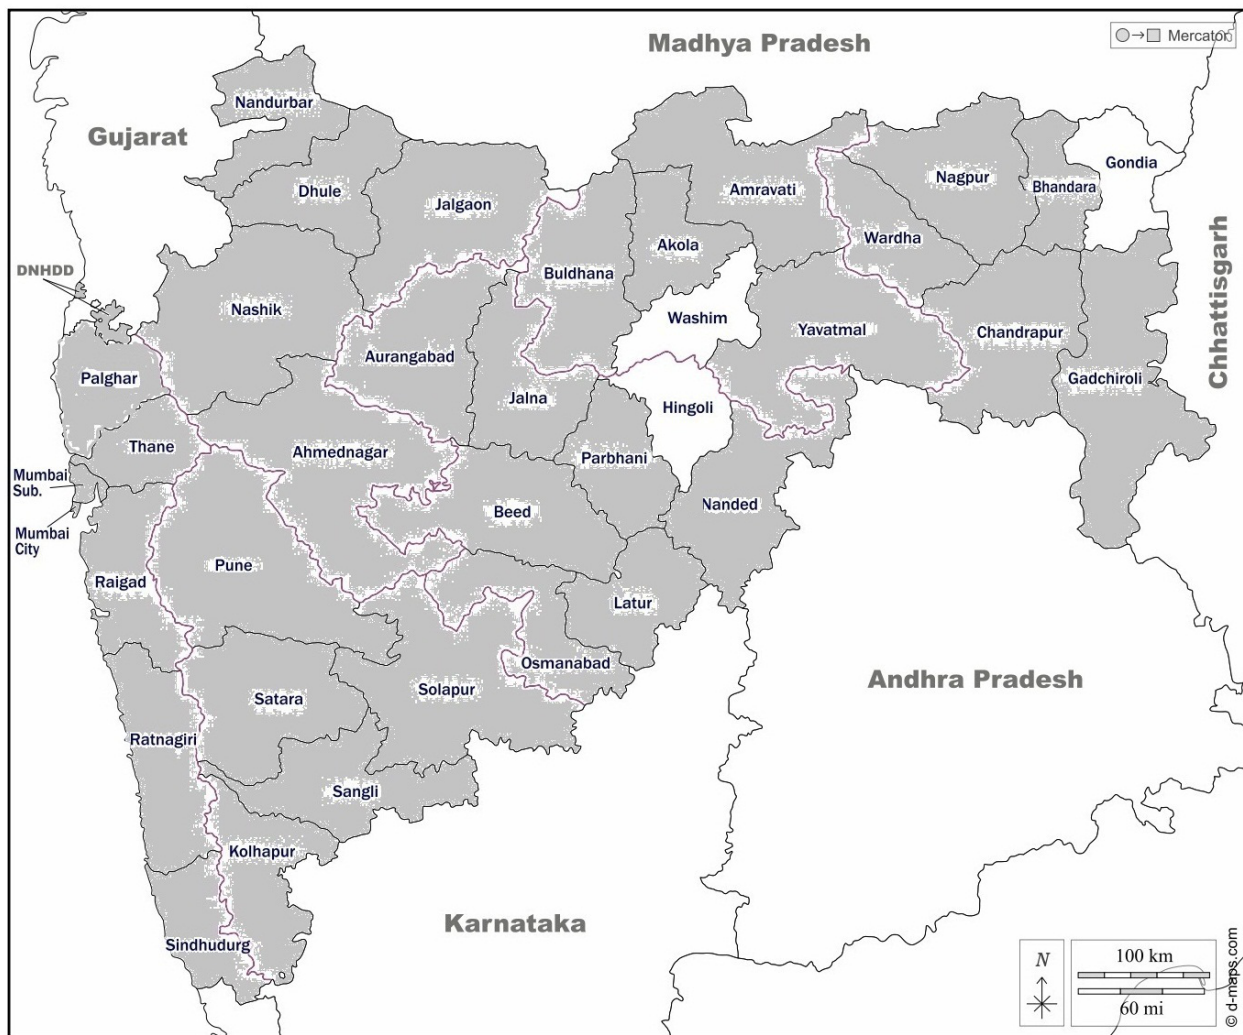 Madhya Pradesh
Mercator
Nandurbar
Gujarat
Gondia
Nagpur
Bhandara
Dhule
Amravati
Jalgaon
Wardha
Akola
Chhattisgarh
DNHDD
Buldhana
Nashik
Washim
Yavatmal
Chandrapur
Aurangabad
Palghar
Gadchiroli
Jalna
Hingoli
Thane
Ahmednagar
Parbhani
Mumbai
Sub.
Nanded
Beed
Mumbai
City
Pune
Raigad
Latur
Osmanabad
Andhra Pradesh
Solapur
Satara
Ratnagiri
Sangli
Kolhapur
Karnataka
Sindhudurg
N
100 km
60 mi
© d-maps.com